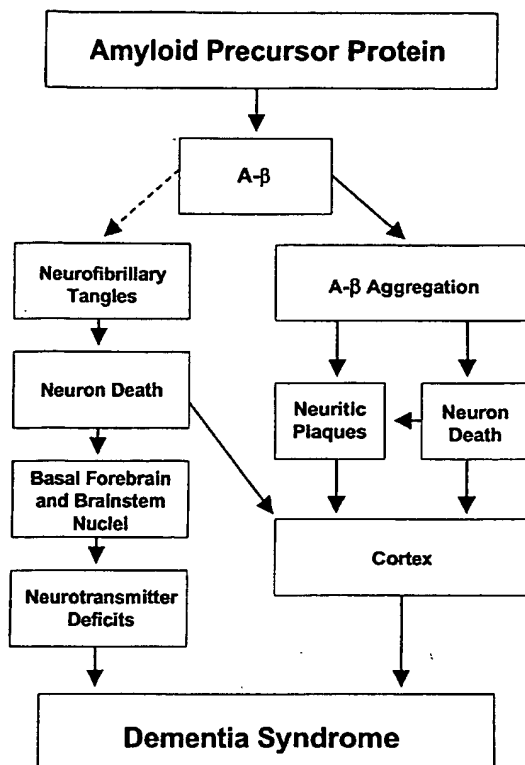 Amyloid Precursor Protein
A-β
Neurofibrillary
Tangles
A-β Aggregation
Neuron Death
Neuritic
Plaques
Neuron
Death
Basal Forebrain
and Brainstem
Nuclei
Cortex
Neurotransmitter
Deficits
Dementia Syndrome